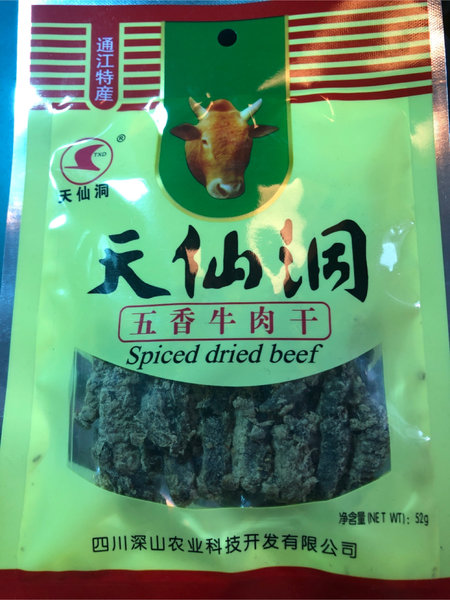 通江特産
TXD
®
天仙洞
天仙洞
五香牛肉干
Spiced dried beef
净含量(NET WT): 52g
四川深山农业科技开发有限公司